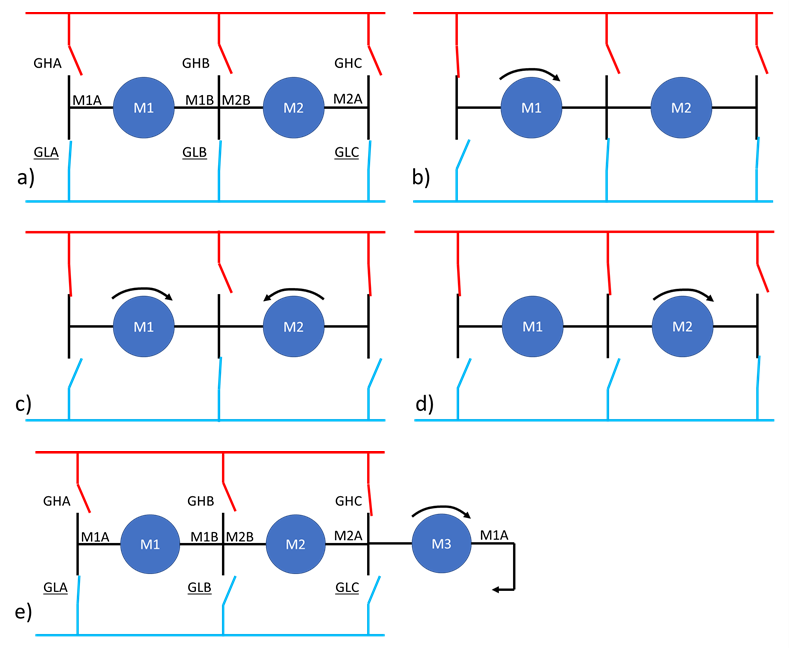 GHA GHB GHC
M1A M1 M1B M2B M2 M2A
GLA GLB GLC
a)
M1 M2
b)
M1 M2
c)
M1 M2
d)
GHA GHB GHC
M1A M1 M1B M2B M2 M2A M3 M1A
GLA GLB GLC
e)